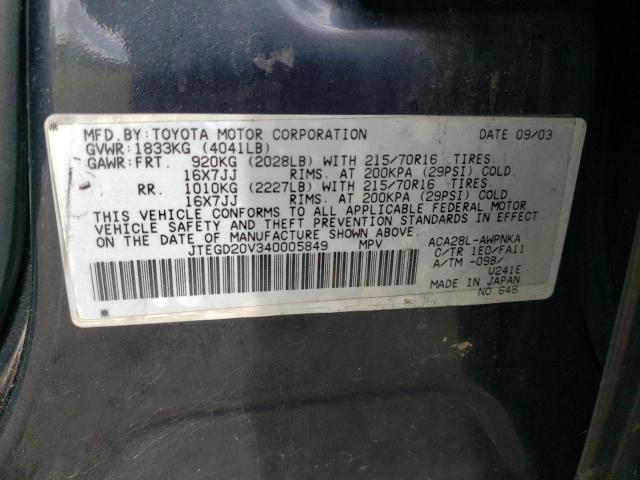 MFD.BY:TOYOTA MOTOR CORPORATION DATE 09/03
GVWR:1833KG (4041LB)
GAWR:FRT. 920KG (2028LB) WITH 215/70R16 TIRES,
16X7JJ RIMS. AT 200KPA (29PSI) COLD.
RR. 1010KG (2227LB) WITH 215/70R16 TIRES,
16X7JJ RIMS. AT 200KPA (29PSI) COLD.
THIS VEHICLE CONFORMS TO ALL APPLICABLE FEDERAL MOTOR
VEHICLE SAFETY AND THEFT PREVENTION STANDARDS IN EFFECT
ON THE DATE OF MANUFACTURE SHOWN ABOVE.
JTEGD20V340005849 MPV ACA28L-AWPNKA
C/TR 1E0/FA11
A/TM -09B/
U241E
MADE IN JAPAN
NO.648